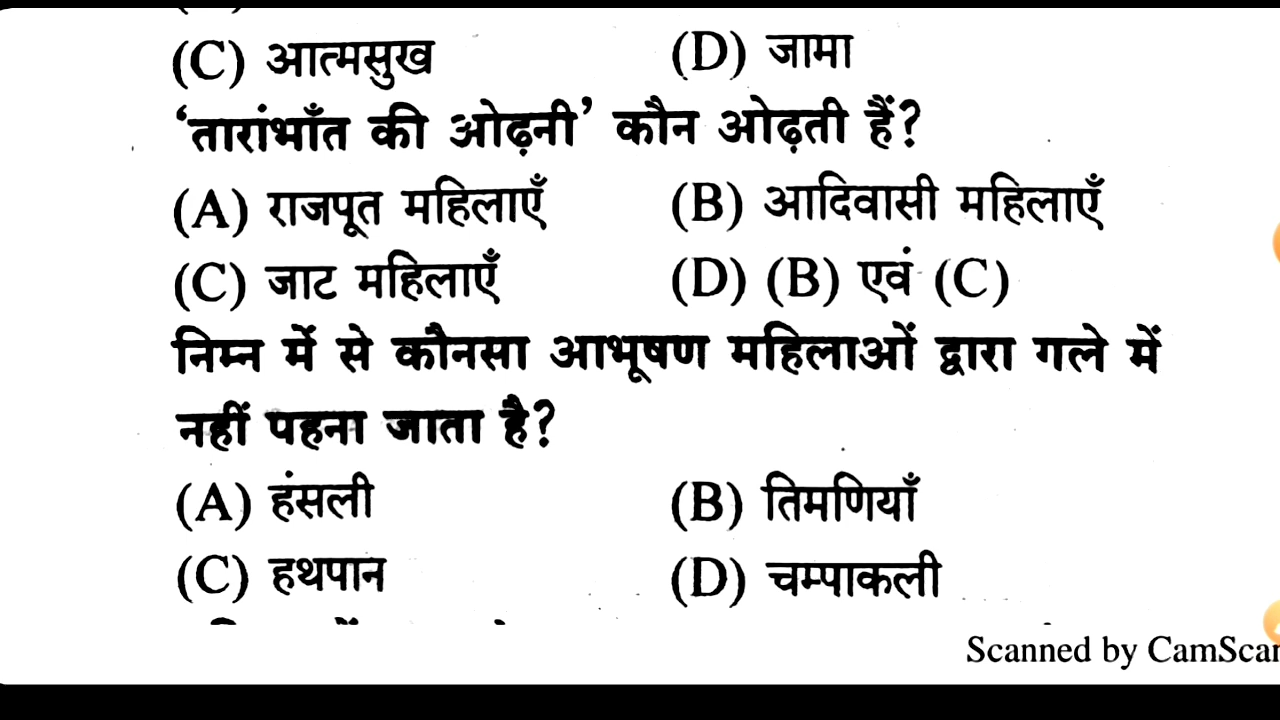 (C) आत्मसुख (D) जामा
‘तारांभाँत की ओढ़नी’ कौन ओढ़ती हैं?
(A) राजपूत महिलाएँ (B) आदिवासी महिलाएँ
(C) जाट महिलाएँ (D) (B) एवं (C)
निम्न में से कौनसा आभूषण महिलाओं द्वारा गले में
नहीं पहना जाता है?
(A) हंसली (B) तिमणियाँ
(C) हथपान (D) चम्पाकली
Scanned by CamScan